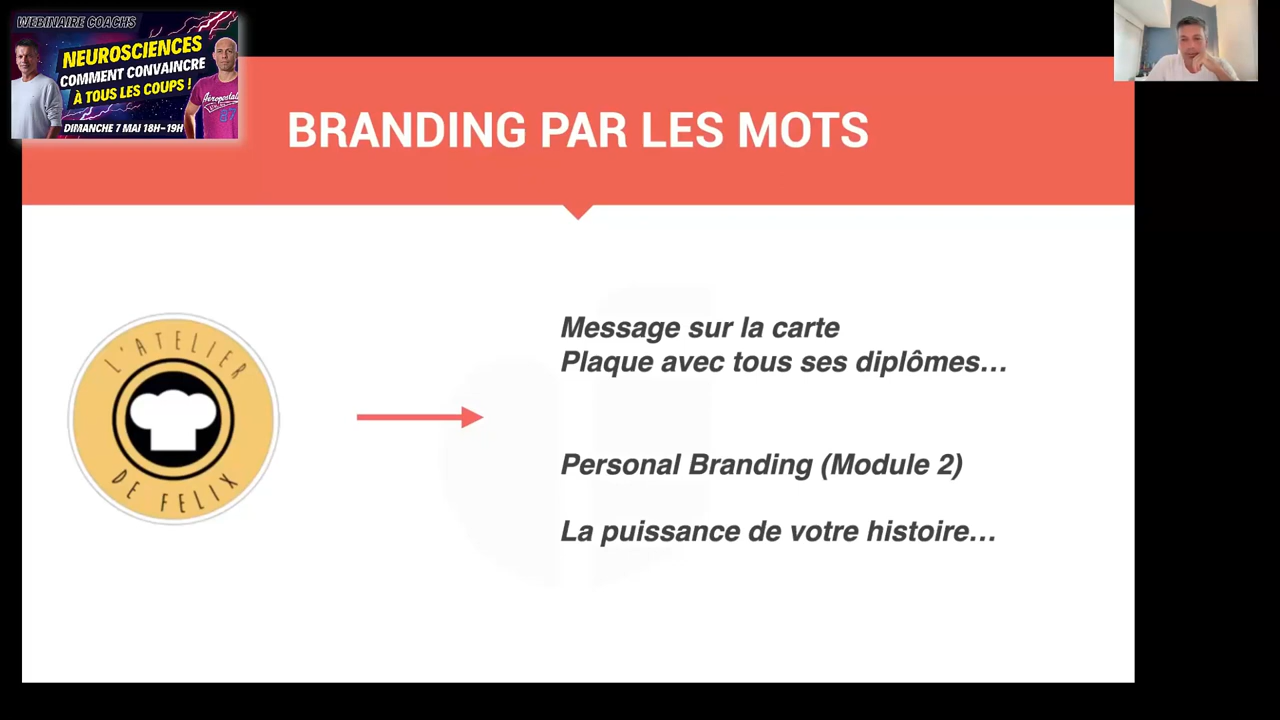 WEBINAIRE COACHS
NEUROSCIENCES
COMMENT CONVAINCRE
À TOUS LES COUPS !
DIMANCHE 7 MAI 18H-19H
Aéropostale
87
BRANDING PAR LES MOTS
L'ATELIER
DE FELIX
Message sur la carte
Plaque avec tous ses diplômes...
Personal Branding (Module 2)
La puissance de votre histoire...